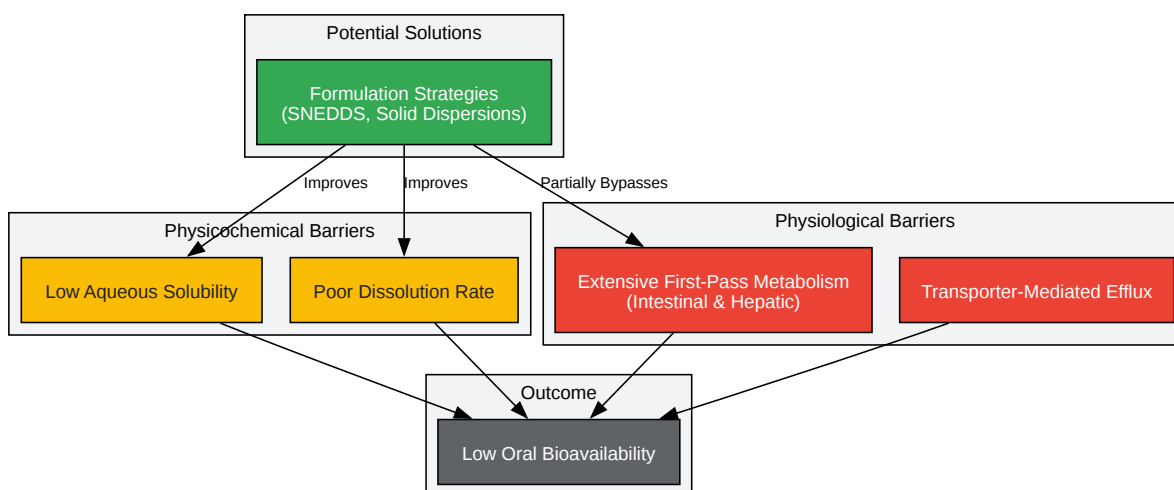 Potential Solutions
Formulation Strategies
(SNEDDS, Solid Dispersions)
Improves
Improves
Partially Bypasses
Physicochemical Barriers
Physiological Barriers
Low Aqueous Solubility
Poor Dissolution Rate
Extensive First-Pass Metabolism
(Intestinal & Hepatic)
Transporter-Mediated Efflux
Outcome
Low Oral Bioavailability